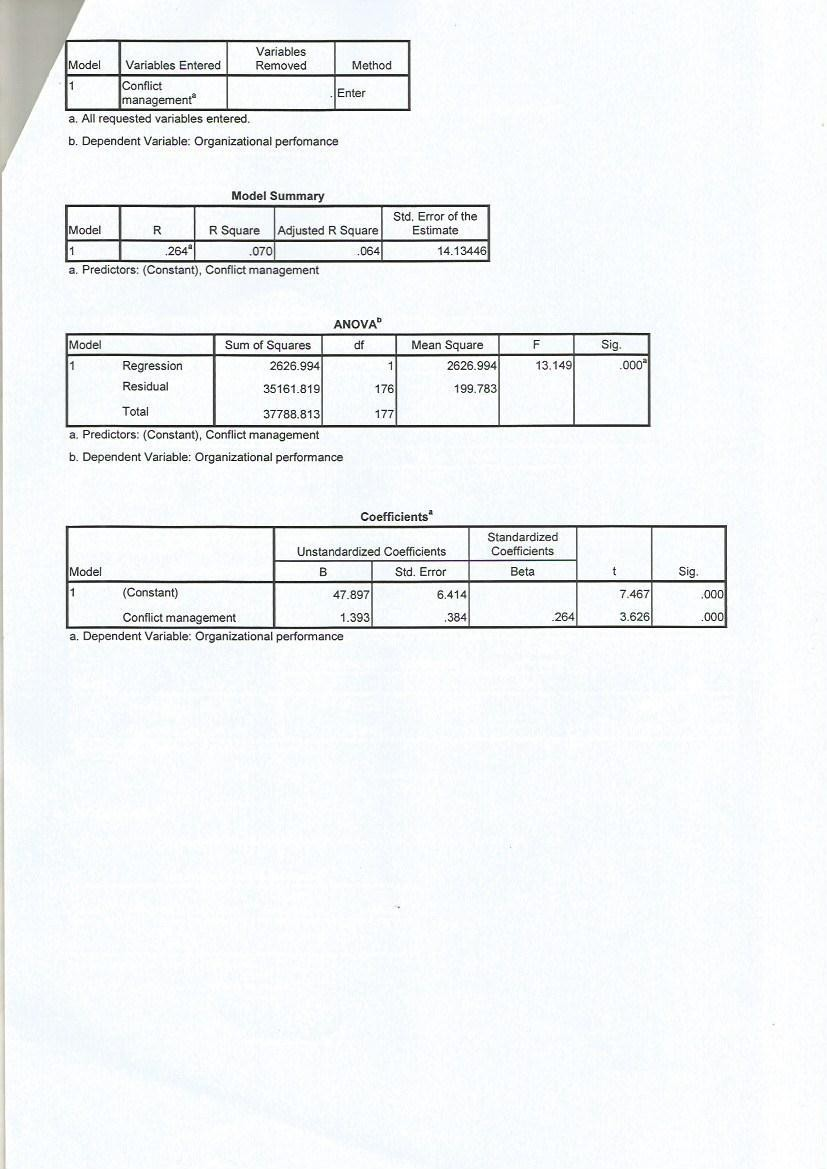 Model Variables Entered Variables Removed Method
1 Conflict managementᵃ . Enter
a. All requested variables entered.
b. Dependent Variable: Organizational perfomance
Model Summary
Model R R Square Adjusted R Square Std. Error of the Estimate
1 .264ᵃ .070 .064 14.13446
a. Predictors: (Constant), Conflict management
ANOVAᵇ
Model Sum of Squares df Mean Square F Sig.
1 Regression 2626.994 1 2626.994 13.149 .000ᵃ
Residual 35161.819 176 199.783
Total 37788.813 177
a. Predictors: (Constant), Conflict management
b. Dependent Variable: Organizational performance
Coefficientsᵃ
Model Unstandardized Coefficients Standardized Coefficients t Sig.
B Std. Error Beta
1 (Constant) 47.897 6.414 7.467 .000
Conflict management 1.393 .384 .264 3.626 .000
a. Dependent Variable: Organizational performance